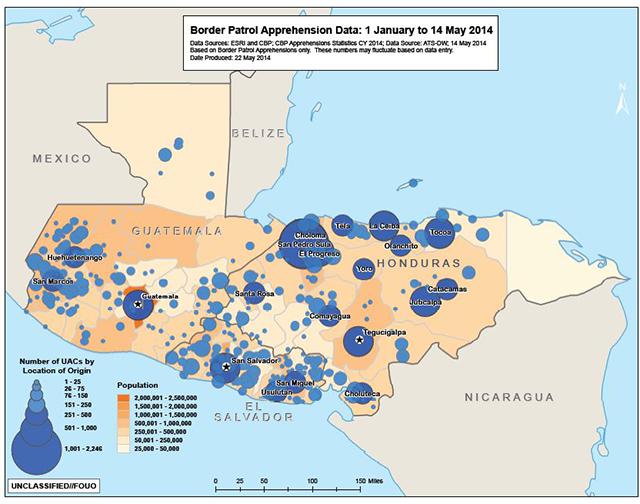 Border Patrol Apprehension Data: 1 January to 14 May 2014
Data Sources: ESRI and CBP; CBP Apprehensions Statistics CY 2014; Data Source: ATS-DW; 14 May 2014
Based on Border Patrol Apprehensions only. These numbers may fluctuate based on data entry.
Date Produced: 22 May 2014
N
BELIZE
MEXICO
GUATEMALA
Tela
La Ceiba
Choloma
Tocoa
San Pedro Sula
Olanchito
El Progreso
Huehuetenango
HONDURAS
Yoro
San Marcos
Catacamas
Santa Rosa
Guatemala
Juticalpa
Comayagua
Tegucigalpa
San Salvador
San Miguel
Usulutan
Choluteca
NICARAGUA
EL
SALVADOR
Number of UACs by
Location of Origin
1 - 25
26 - 75
76 - 150
151 - 250
251 - 500
501 - 1,000
1,001 - 2,246
Population
2,000,001 - 2,500,000
1,500,001 - 2,000,000
1,000,001 - 1,500,000
500,001 - 1,000,000
250,001 - 500,000
50,001 - 250,000
25,000 - 50,000
UNCLASSIFIED//FOUO
0 50 100 150 Miles